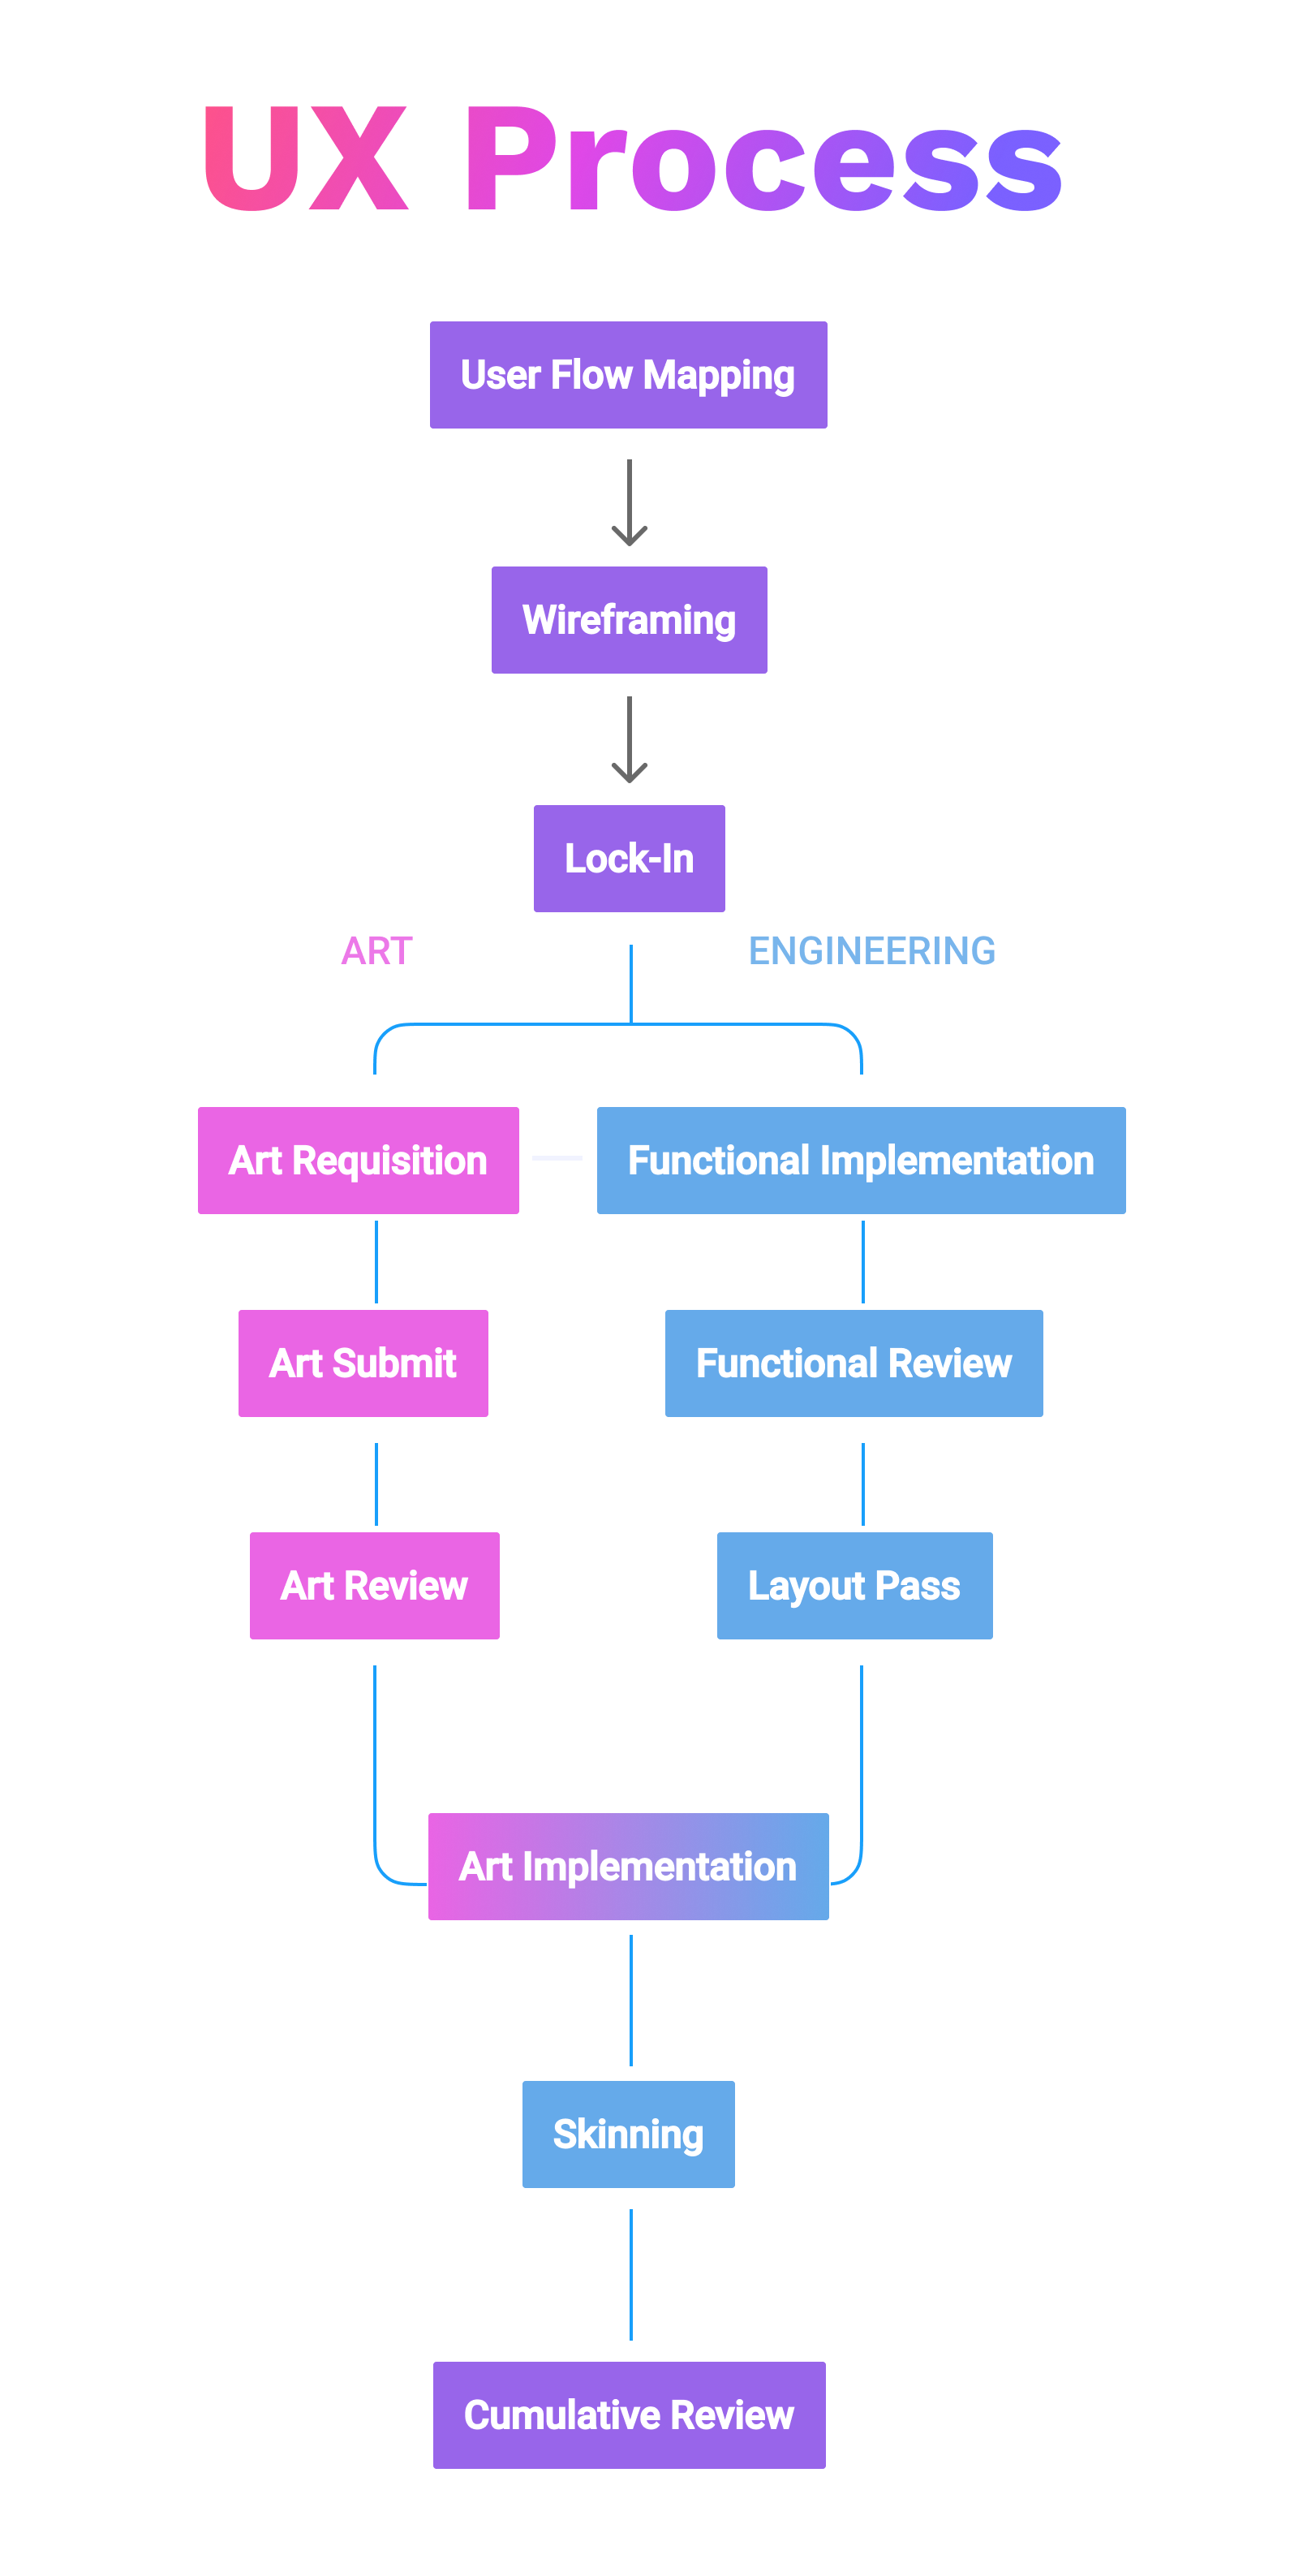 UX Process
User Flow Mapping
Wireframing
Lock-In
ART
ENGINEERING
Art Requisition
Functional Implementation
Art Submit
Functional Review
Art Review
Layout Pass
Art Implementation
Skinning
Cumulative Review